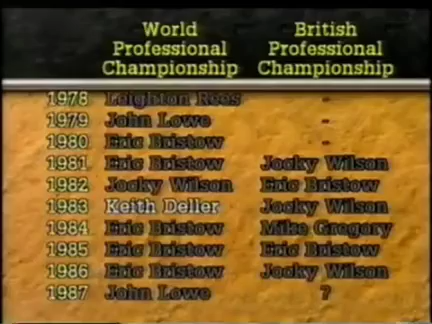 World Professional Championship
British Professional Championship
1978 Leighton Rees -
1979 John Lowe -
1980 Eric Bristow -
1981 Eric Bristow Jocky Wilson
1982 Jocky Wilson Eric Bristow
1983 Keith Deller Jocky Wilson
1984 Eric Bristow Mike Gregory
1985 Eric Bristow Eric Bristow
1986 Eric Bristow Jocky Wilson
1987 John Lowe ?